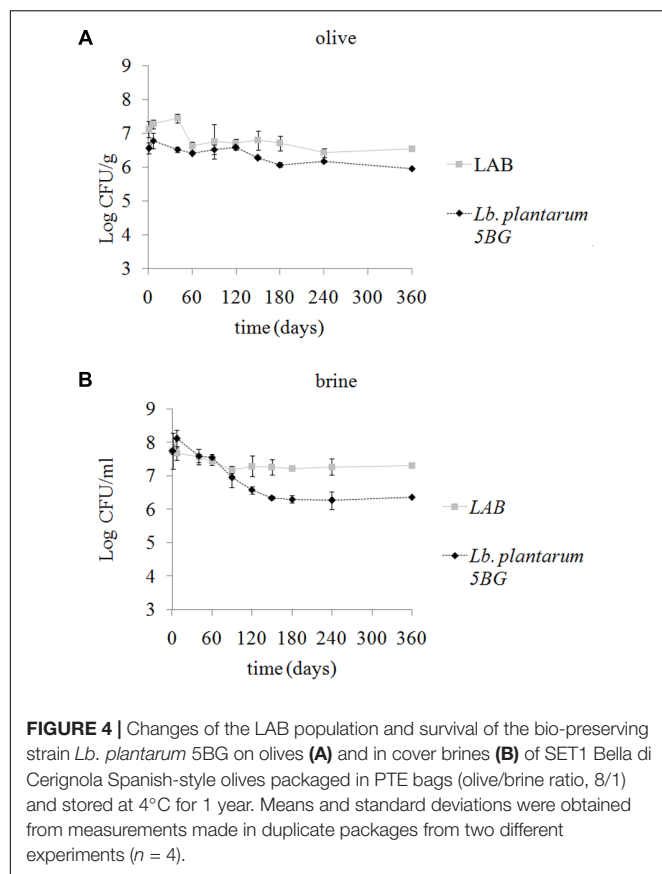 A
olive
9
8
7
6
5
4
3
Log CFU/g
0 60 120 180 240 300 360
time (days)
LAB
Lb. plantarum
5BG
B
brine
9
8
7
6
5
4
3
Log CFU/ml
0 60 120 180 240 300 360
time (days)
LAB
Lb. plantarum
5BG
FIGURE 4 | Changes of the LAB population and survival of the bio-preserving
strain Lb. plantarum 5BG on olives (A) and in cover brines (B) of SET1 Bella di
Cerignola Spanish-style olives packaged in PTE bags (olive/brine ratio, 8/1)
and stored at 4°C for 1 year. Means and standard deviations were obtained
from measurements made in duplicate packages from two different
experiments (n = 4).